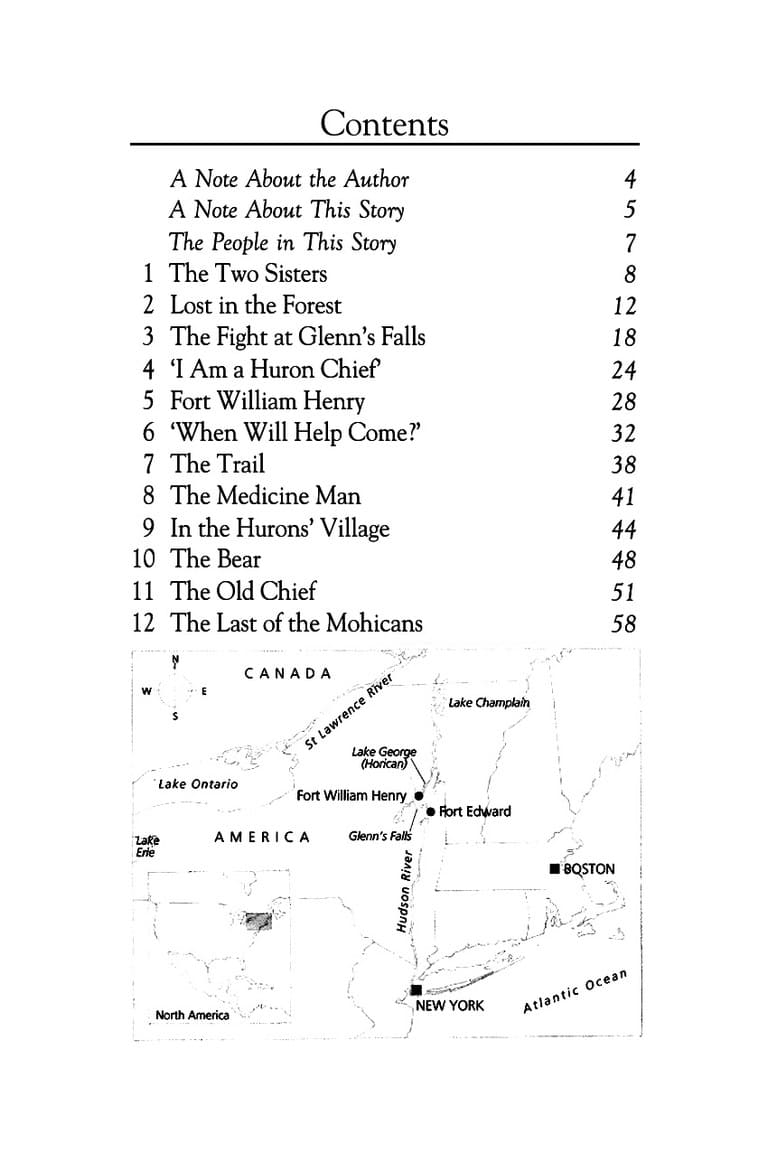 Contents
A Note About the Author 4
A Note About This Story 5
The People in This Story 7
1 The Two Sisters 8
2 Lost in the Forest 12
3 The Fight at Glenn's Falls 18
4 ‘I Am a Huron Chief’ 24
5 Fort William Henry 28
6 ‘When Will Help Come?’ 32
7 The Trail 38
8 The Medicine Man 41
9 In the Hurons’ Village 44
10 The Bear 48
11 The Old Chief 51
12 The Last of the Mohicans 58
N
W E
S
CANADA
St Lawrence River
Lake Champlain
Lake George
(Horican)
Lake Ontario
Fort William Henry
Fort Edward
Lake
Erie
AMERICA
Glenn's Falls
Hudson River
BOSTON
NEW YORK
Atlantic Ocean
North America